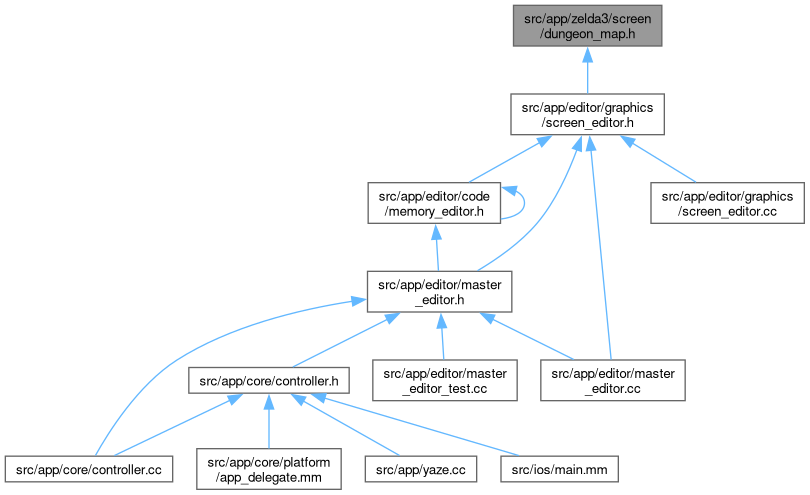 src/app/zelda3/screen
/dungeon_map.h
src/app/editor/graphics
/screen_editor.h
src/app/editor/code
/memory_editor.h
src/app/editor/graphics
/screen_editor.cc
src/app/editor/master
_editor.h
src/app/core/controller.h
src/app/editor/master
_editor_test.cc
src/app/editor/master
_editor.cc
src/app/core/controller.cc
src/app/core/platform
/app_delegate.mm
src/app/yaze.cc
src/ios/main.mm